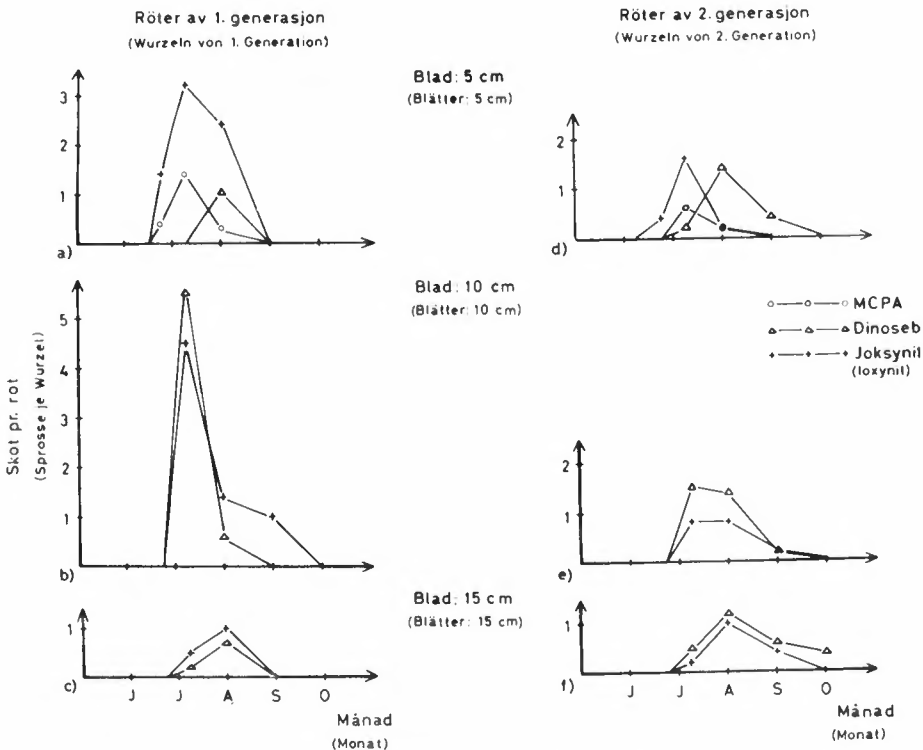 Röter av 1. generasjon
(Wurzeln von 1. Generation)
Röter av 2. generasjon
(Wurzeln von 2. Generation)
Blad: 5 cm
(Blätter: 5 cm)
3
2
1
a)
2
1
d)
Blad: 10 cm
(Blätter: 10 cm)
5
4
3
2
1
b)
Skot pr. rot
(Sprosse je Wurzel)
MCPA
Dinoseb
Joksynil
(Ioxynil)
2
1
e)
Blad: 15 cm
(Blätter: 15 cm)
1
c)
J J A S O
Månad
(Monat)
1
f)
J J A S O
Månad
(Monat)